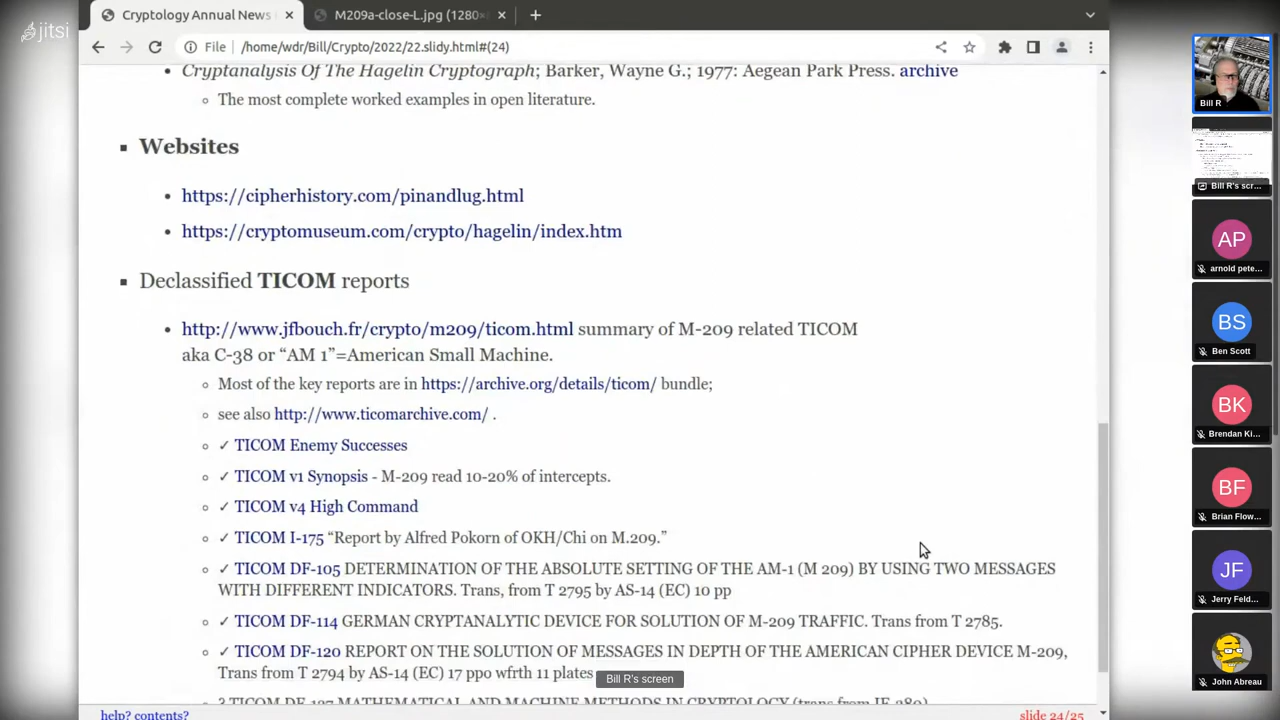 jitsi
Cryptology Annual News
M209a-close-L.jpg (1280×
File
/home/wdr/Bill/Crypto/2022/22.slidy.html#(24)
Cryptanalysis Of The Hagelin Cryptograph; Barker, Wayne G.; 1977: Aegean Park Press. archive
The most complete worked examples in open literature.
Websites
https://cipherhistory.com/pinandlug.html
https://cryptomuseum.com/crypto/hagelin/index.htm
Declassified TICOM reports
http://www.jfbouch.fr/crypto/m209/ticom.html summary of M-209 related TICOM
aka C-38 or “AM 1”=American Small Machine.
Most of the key reports are in https://archive.org/details/ticom/ bundle;
see also http://www.ticomarchive.com/ .
✓ TICOM Enemy Successes
✓ TICOM v1 Synopsis - M-209 read 10-20% of intercepts.
✓ TICOM v4 High Command
✓ TICOM I-175 “Report by Alfred Pokorn of OKH/Chi on M.209.”
✓ TICOM DF-105 DETERMINATION OF THE ABSOLUTE SETTING OF THE AM-1 (M 209) BY USING TWO MESSAGES
WITH DIFFERENT INDICATORS. Trans, from T 2795 by AS-14 (EC) 10 pp
✓ TICOM DF-114 GERMAN CRYPTANALYTIC DEVICE FOR SOLUTION OF M-209 TRAFFIC. Trans from T 2785.
✓ TICOM DF-120 REPORT ON THE SOLUTION OF MESSAGES IN DEPTH OF THE AMERICAN CIPHER DEVICE M-209,
Trans from T 2794 by AS-14 (EC) 17 ppo wfrth 11 plates
help? contents?
slide 24/25
Bill R's screen
Bill R
Bill R's scr...
AP
arnold pete...
BS
Ben Scott
BK
Brendan Ki...
BF
Brian Flow...
JF
Jerry Feld...
John Abreau